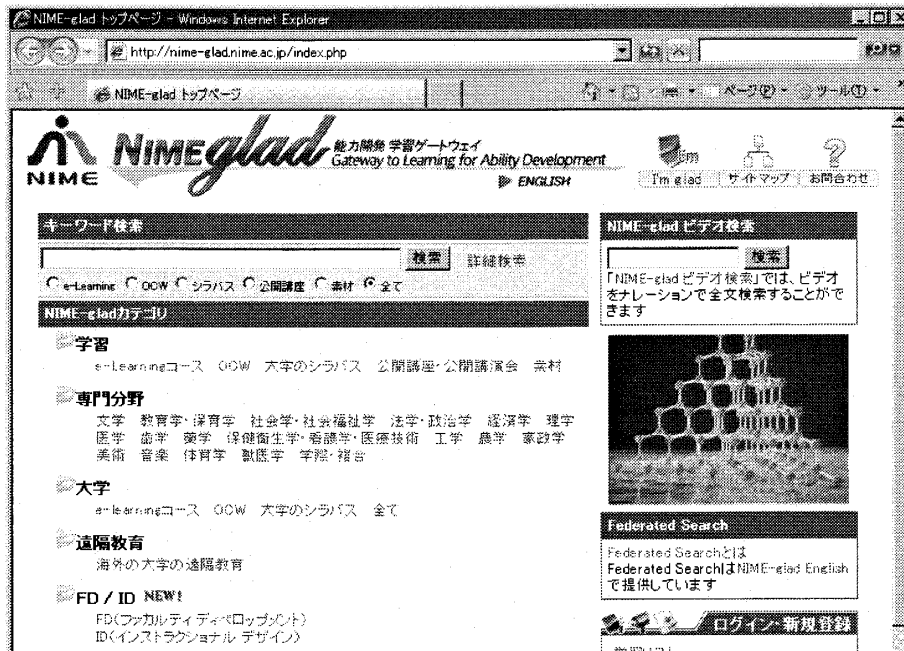 NIME-glad トップページ - Windows Internet Explorer
http://nime-glad.nime.ac.jp/index.php
NIME-glad トップページ
ページ(P)
ツール(O)
NIME
NIME glad
能力開発 学習ゲートウェイ
Gateway to Learning for Ability Development
ENGLISH
I'm glad
サイトマップ
お問合わせ
キーワード検索
検索
詳細検索
e-Learning OCW シラバス 公開講座 素材 全て
NIME-gladカテゴリ
学習
e-Learningコース OCW 大学のシラバス 公開講座・公開講演会 素材
専門分野
文学 教育学・保育学 社会学・社会福祉学 法学・政治学 経済学 理学
医学 歯学 薬学 保健衛生学・看護学・医療技術 工学 農学 家政学
美術 音楽 体育学 獣医学 学際・複合
大学
e-learningコース OCW 大学のシラバス 全て
遠隔教育
海外の大学の遠隔教育
FD / ID NEW!
FD(ファカルティ ディベロップメント)
ID(インストラクショナル デザイン)
NIME-glad ビデオ検索
検索
「NIME-glad ビデオ検索」では、ビデオ
をナレーションで全文検索することがで
きます
Federated Search
Federated Searchとは
Federated SearchはNIME-glad English
で提供しています
ログイン・新規登録